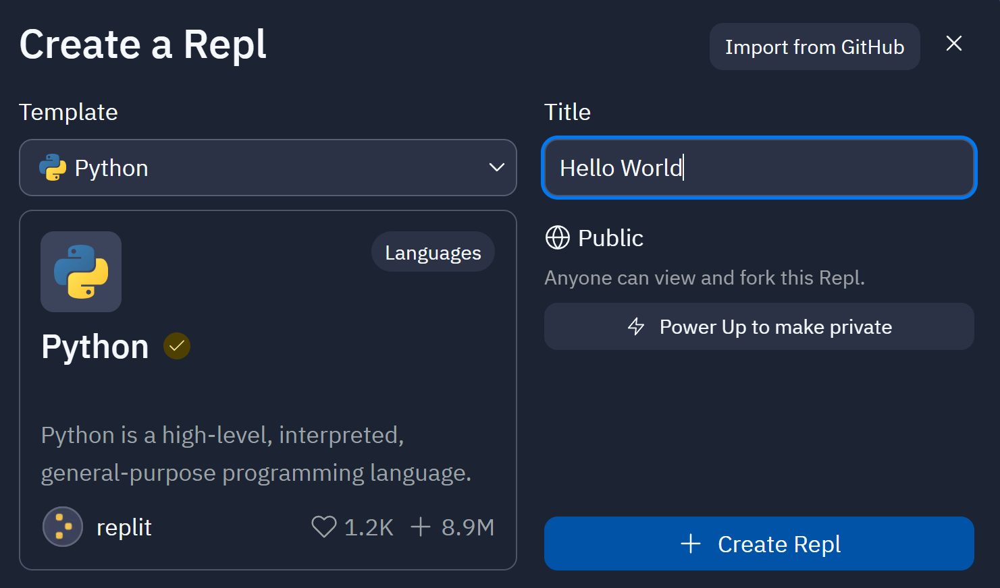 Create a Repl
Import from GitHub
Template
Python
Languages
Python
Python is a high-level, interpreted,
general-purpose programming language.
replit
1.2K
8.9M
Title
Hello World
Public
Anyone can view and fork this Repl.
Power Up to make private
Create Repl